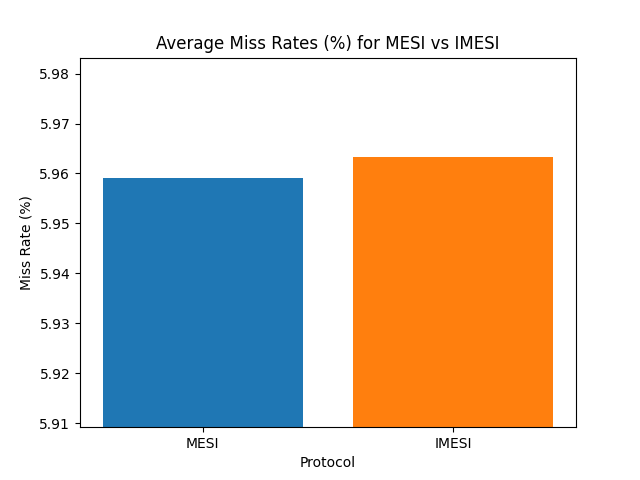 Average Miss Rates (%) for MESI vs IMESI
5.98
5.97
5.96
5.95
5.94
5.93
5.92
5.91
Miss Rate (%)
MESI
IMESI
Protocol